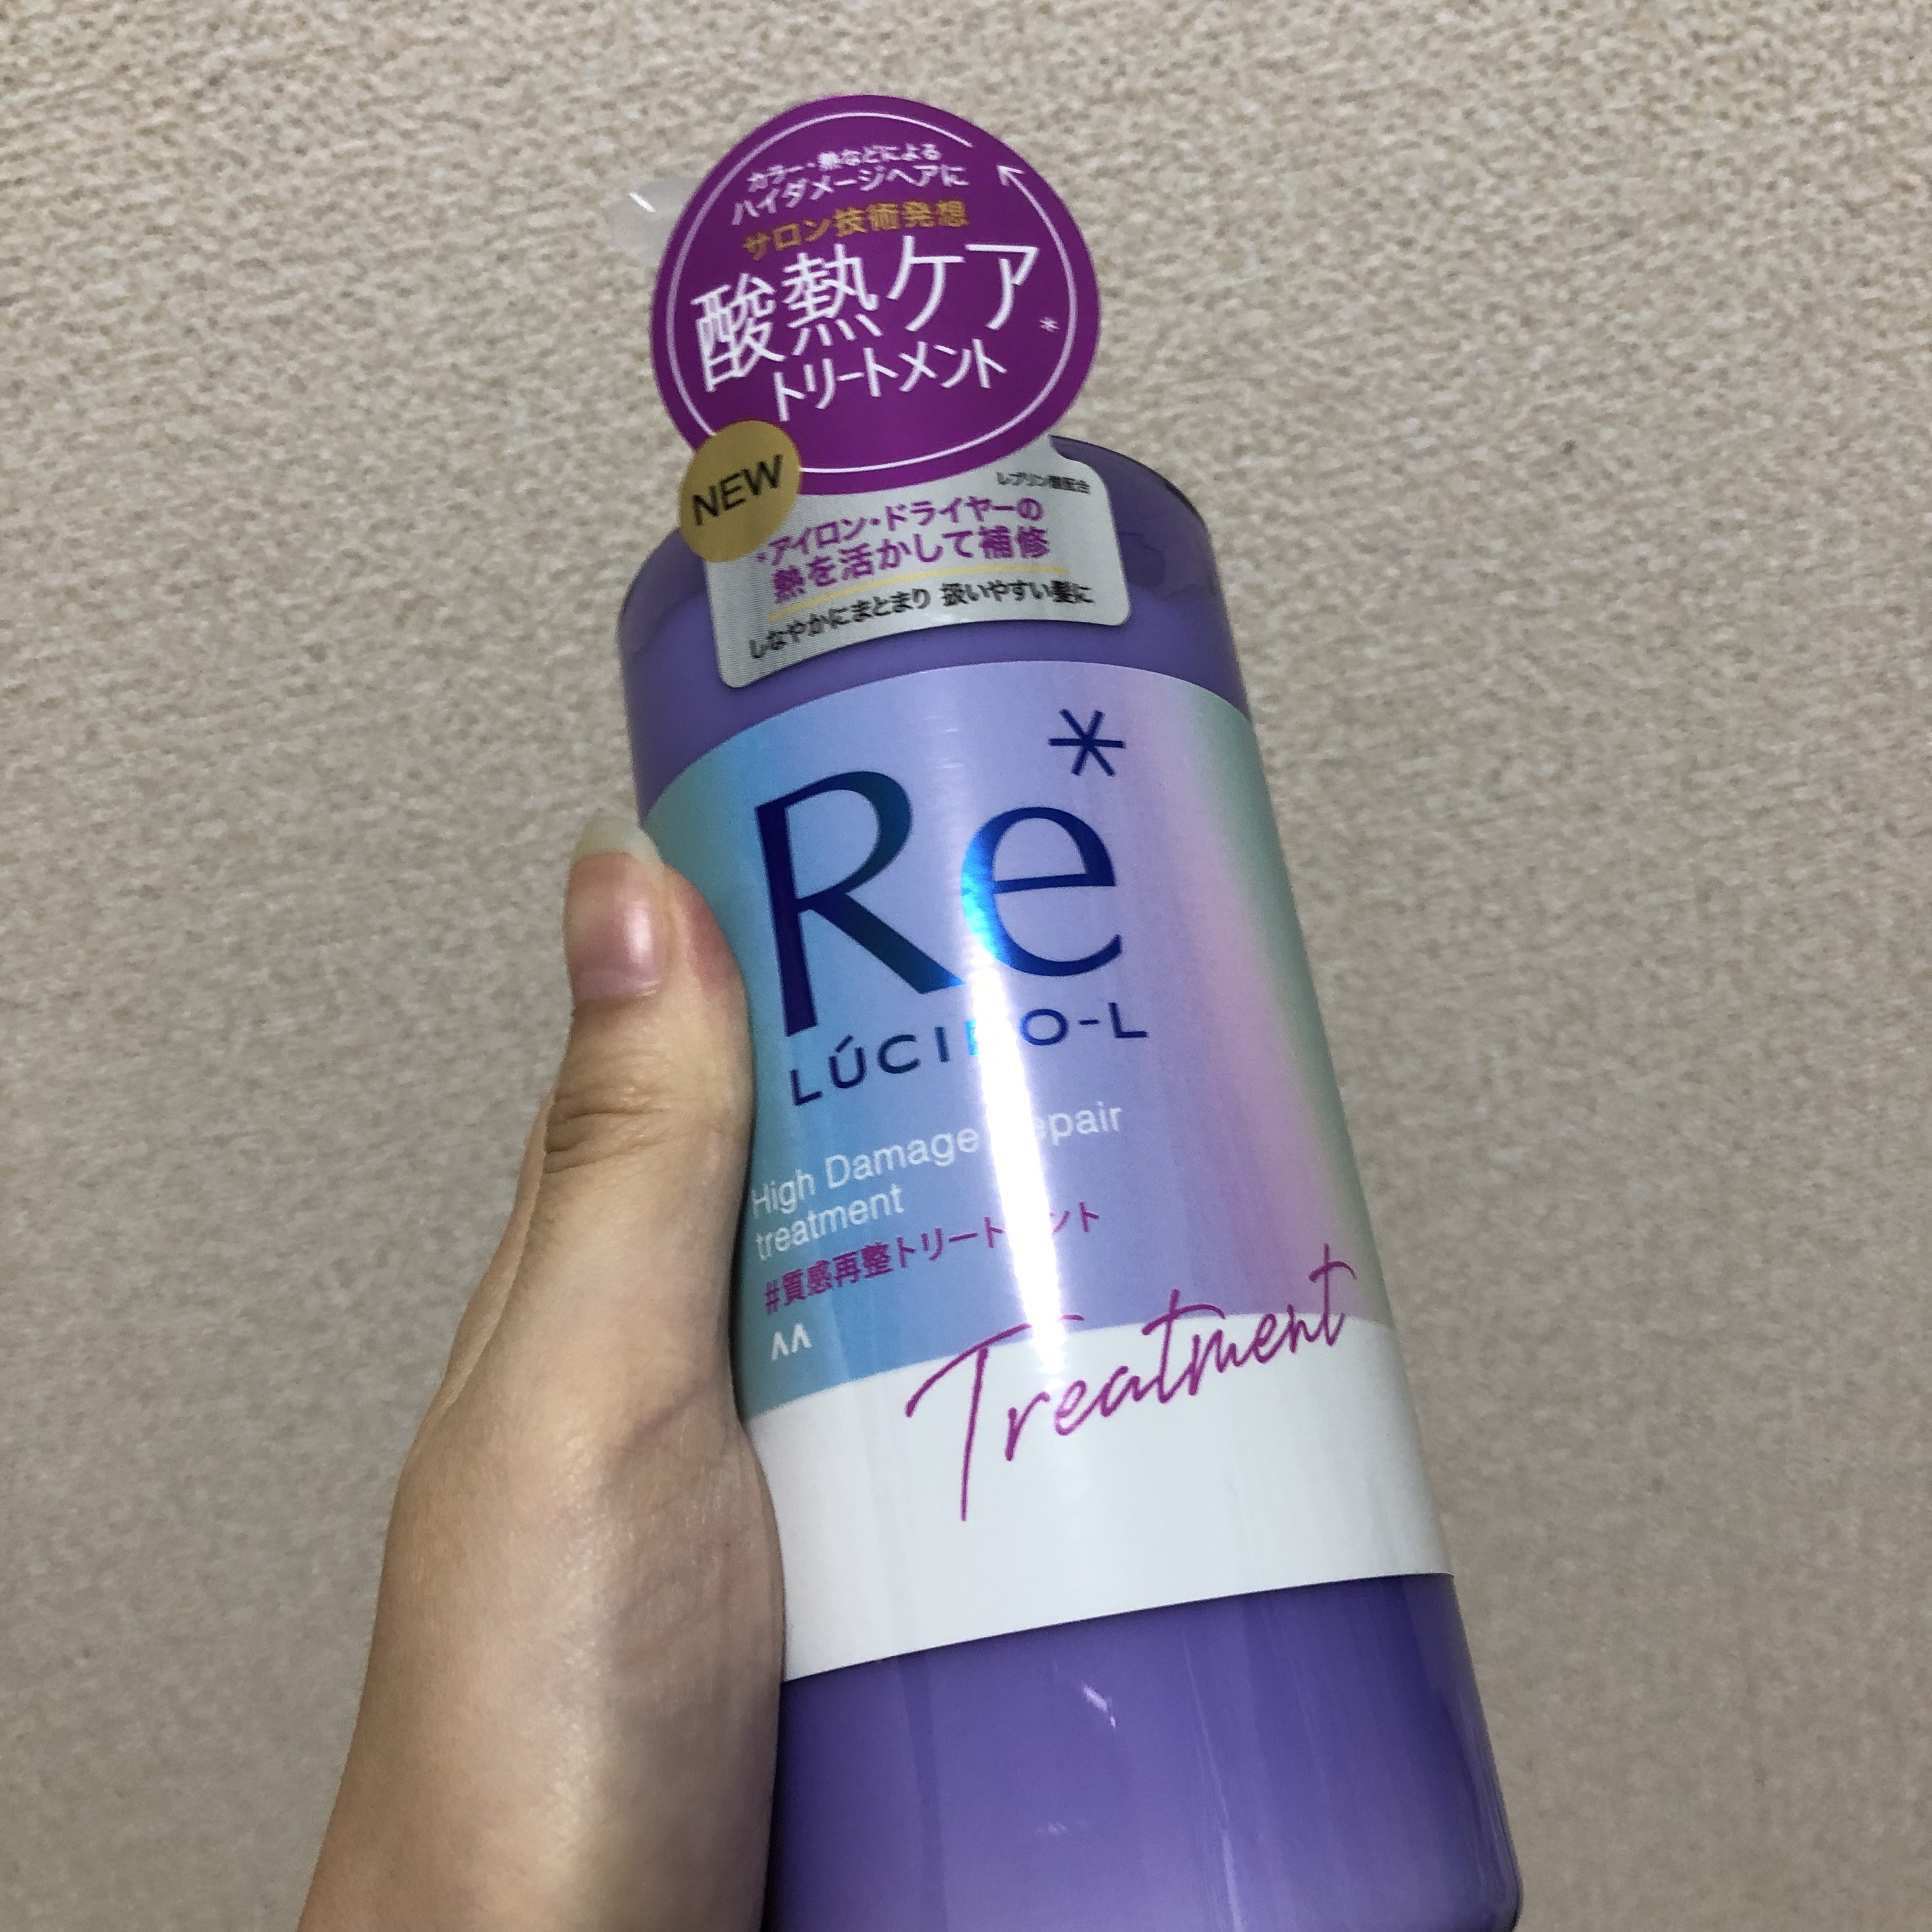 カラー・熱などによる
ハイダメージヘアに
サロン技術発想
酸熱ケア*
トリートメント
NEW
レブリン酸配合
*アイロン・ドライヤーの
熱を活かして補修
しなやかにまとまり 扱いやすい髪に
Re*
LÚCIDO-L
High Damage Repair
treatment
#質感再整トリートメント
Treatment